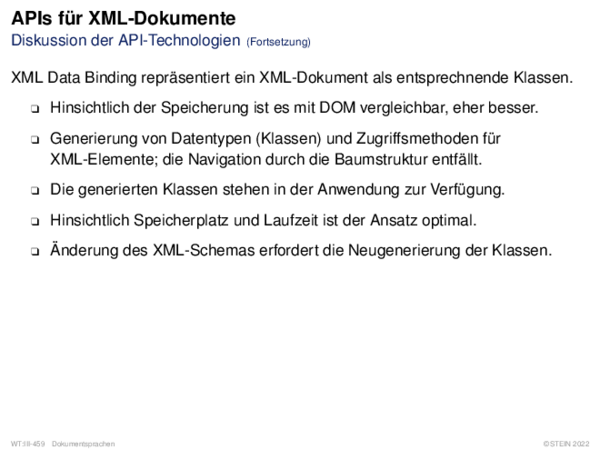 APIs für XML-Dokumente
Diskussion der API-Technologien (Fortsetzung)
XML Data Binding repräsentiert ein XML-Dokument als entsprechnende Klassen.
❑ Hinsichtlich der Speicherung ist es mit DOM vergleichbar, eher besser.
❑ Generierung von Datentypen (Klassen) und Zugriffsmethoden für
XML-Elemente; die Navigation durch die Baumstruktur entfällt.
❑ Die generierten Klassen stehen in der Anwendung zur Verfügung.
❑ Hinsichtlich Speicherplatz und Laufzeit ist der Ansatz optimal.
❑ Änderung des XML-Schemas erfordert die Neugenerierung der Klassen.
WT:III-459 Dokumentsprachen ©STEIN 2022